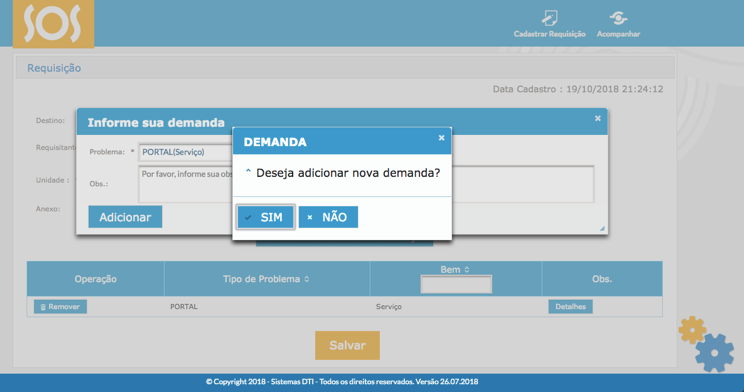 SOS
Cadastrar Requisição Acompanhar
Requisição
Data Cadastro : 19/10/2018 21:24:12
Destino:
Informe sua demanda
Requisitant
DEMANDA
Problema: * PORTAL(Serviço)
Deseja adicionar nova demanda?
Unidade :
Obs.: Por favor, informe sua obs
Anexo:
Adicionar
SIM NÃO
Operação Tipo de Problema Bem Obs.
Remover PORTAL Serviço Detalhes
Salvar
© Copyright 2018 - Sistemas DTI - Todos os direitos reservados. Versão 26.07.2018